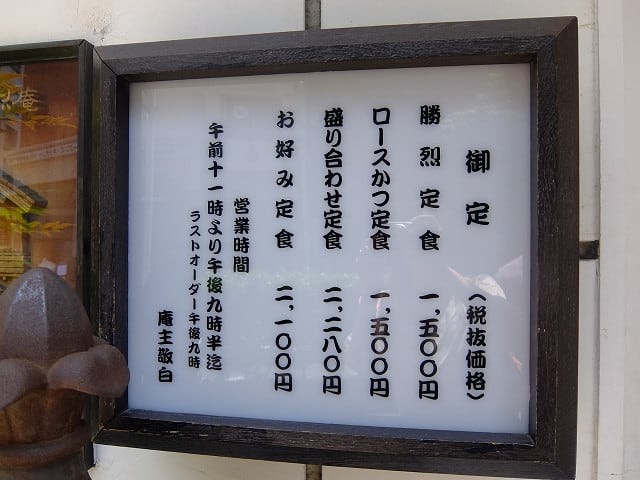 御定 （税抜価格）
勝烈定食 一、五〇〇円
ロースかつ定食 一、五〇〇円
盛り合わせ定食 二、二八〇円
お好み定食 二、一〇〇円
営業時間
午前十一時より午後九時半迄
ラストオーダー午後九時
庵主敬白
烈庵